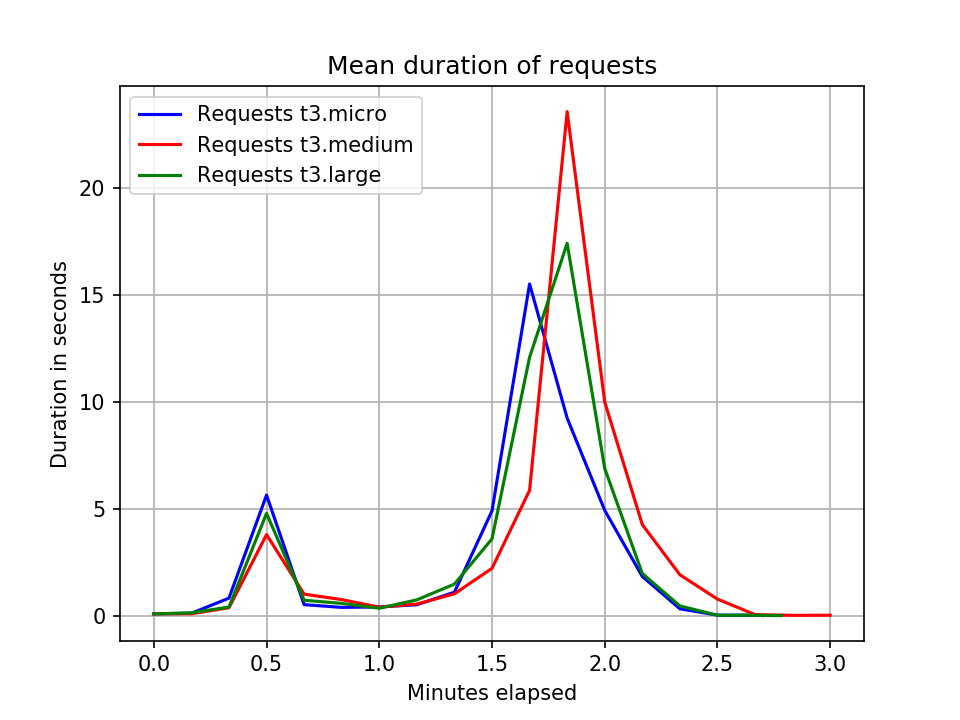 Mean duration of requests
Requests t3.micro
Requests t3.medium
Requests t3.large
Duration in seconds
20
15
10
5
0
0.0 0.5 1.0 1.5 2.0 2.5 3.0
Minutes elapsed